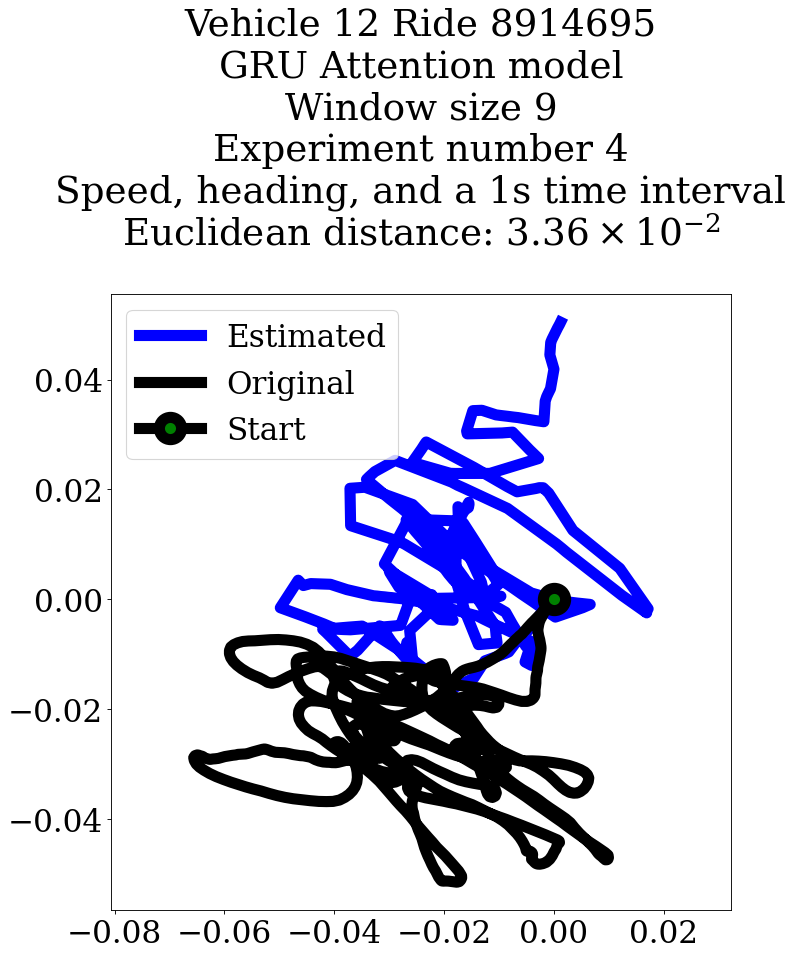 Vehicle 12 Ride 8914695
GRU Attention model
Window size 9
Experiment number 4
Speed, heading, and a 1s time interval
Euclidean distance: 3.36 × 10⁻²
Estimated
Original
Start
0.04
0.02
0.00
−0.02
−0.04
−0.08 −0.06 −0.04 −0.02 0.00 0.02